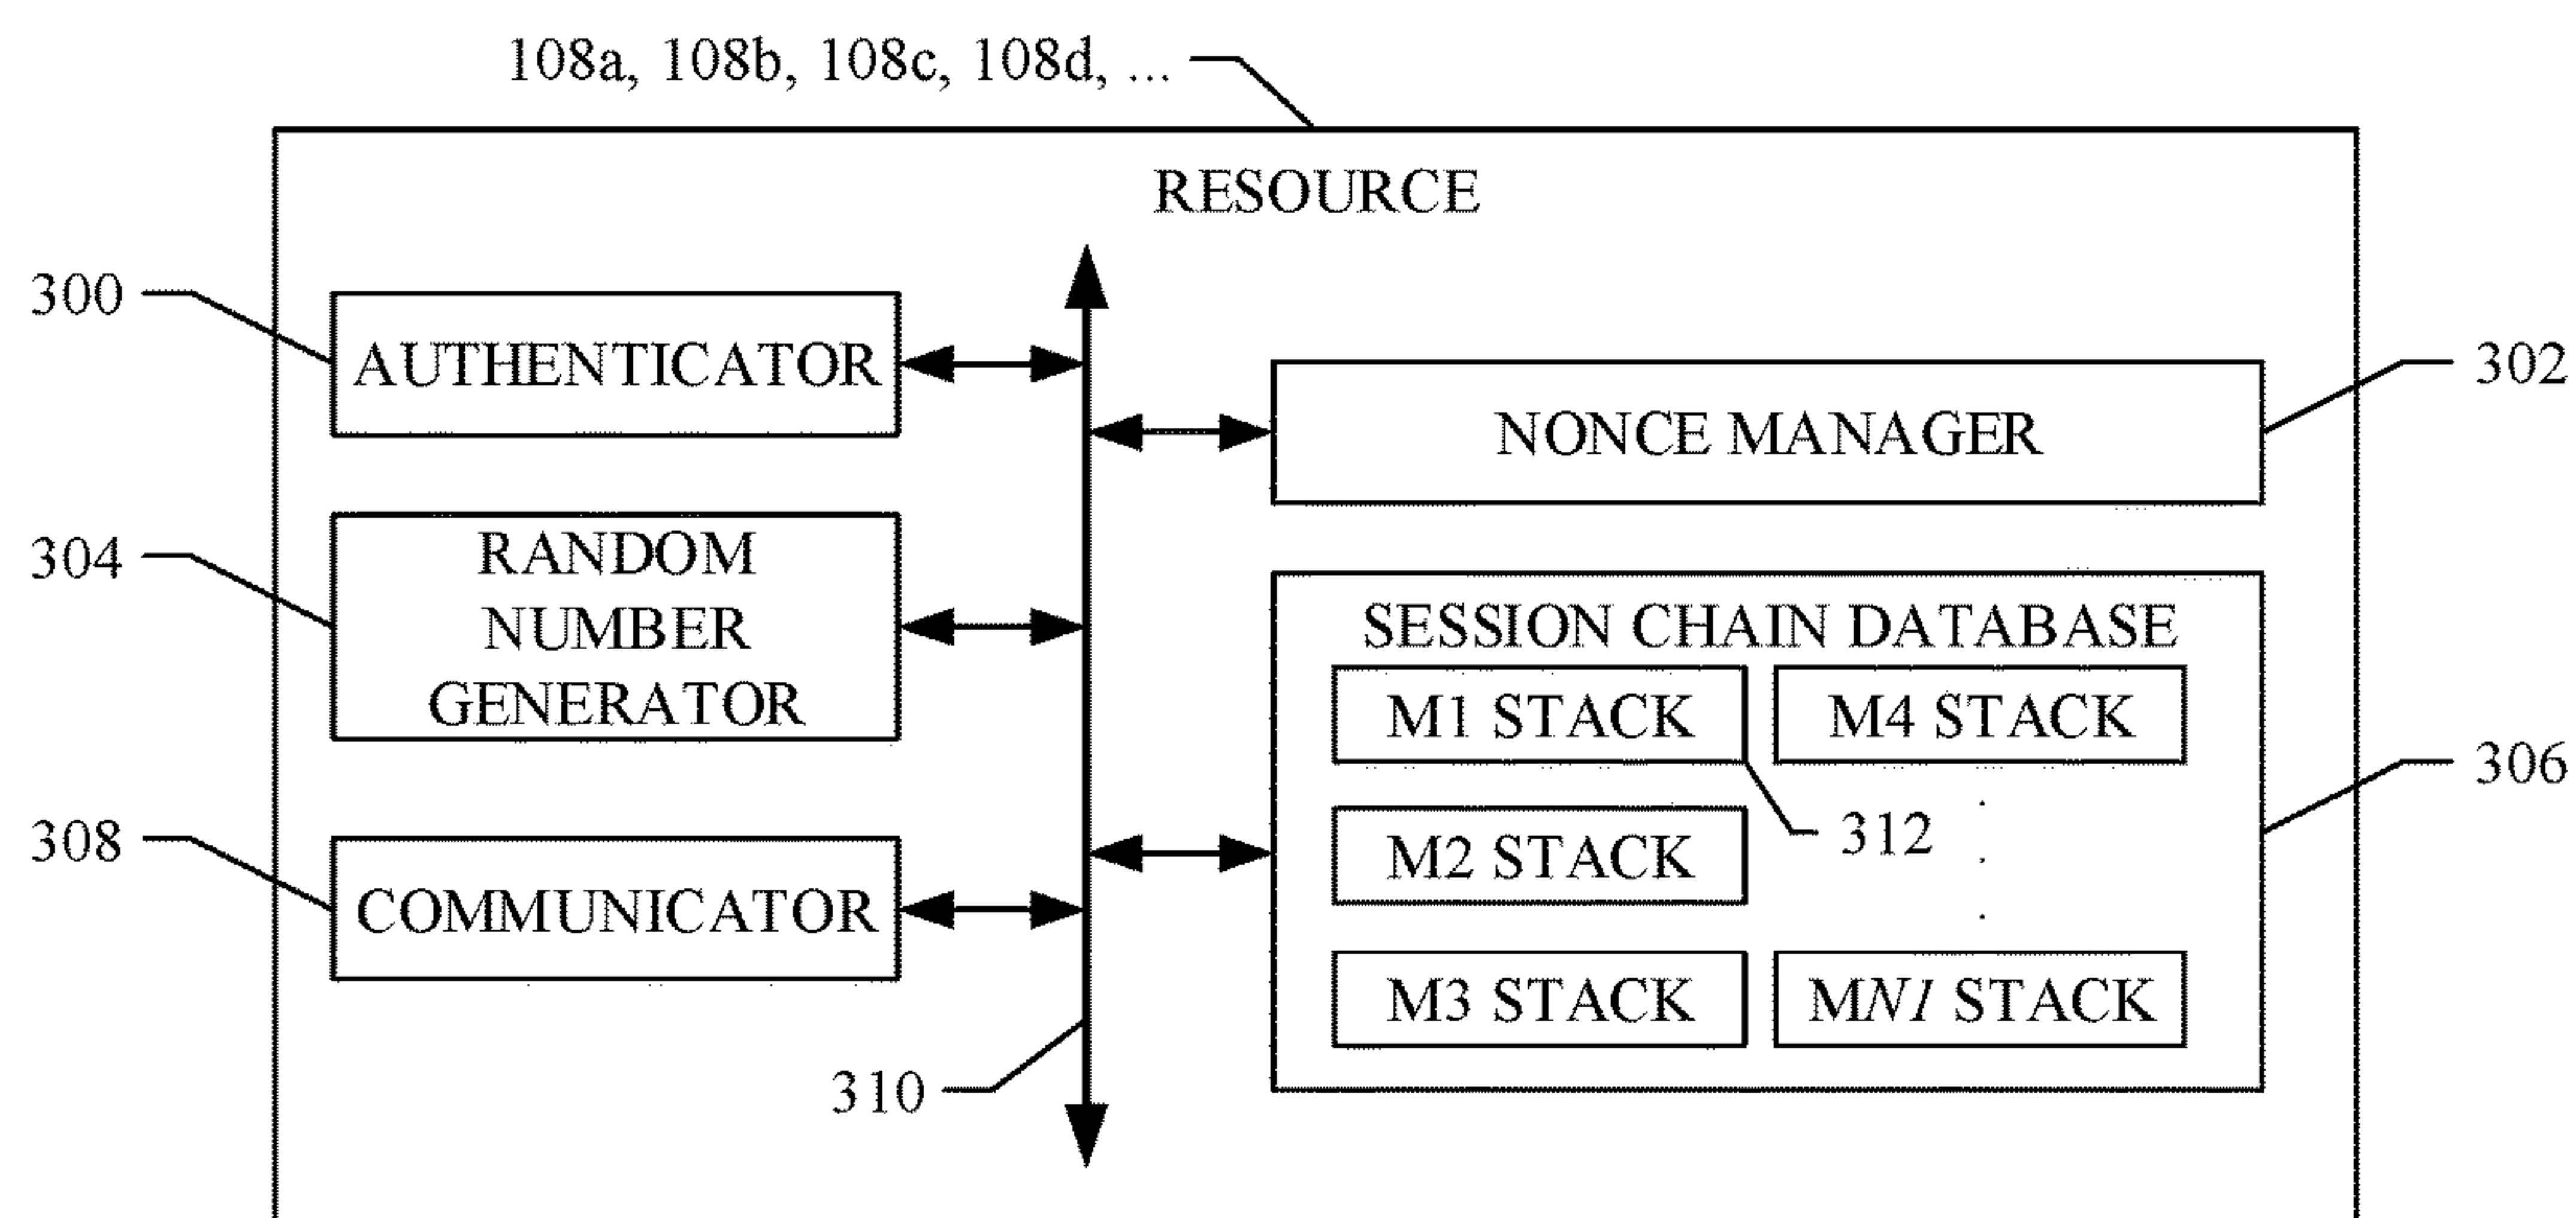 108a, 108b, 108c, 108d, ...
RESOURCE
300
AUTHENTICATOR
302
NONCE MANAGER
304
RANDOM
NUMBER
GENERATOR
SESSION CHAIN DATABASE
M1 STACK
M4 STACK
306
312
M2 STACK
308
COMMUNICATOR
M3 STACK
MN1 STACK
310